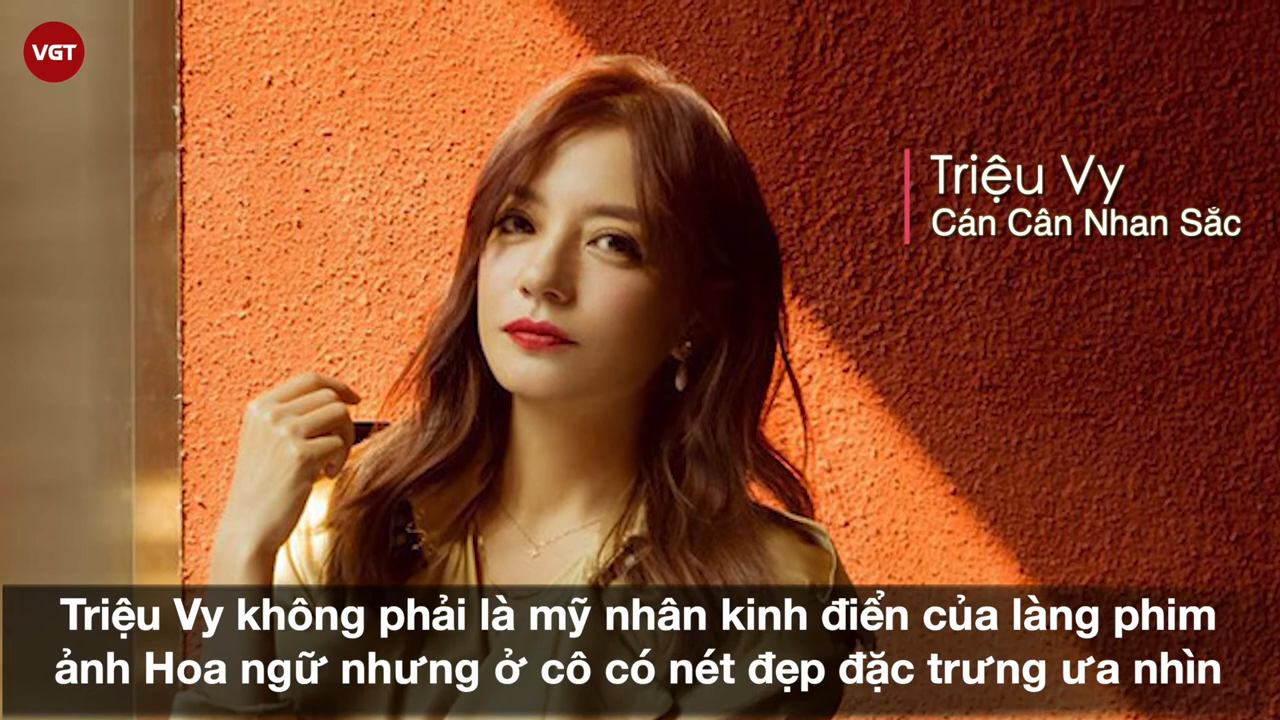 VGT
Triệu Vy
Cán Cân Nhan Sắc
Triệu Vy không phải là mỹ nhân kinh điển của làng phim
ảnh Hoa ngữ nhưng ở cô có nét đẹp đặc trưng ưa nhìn